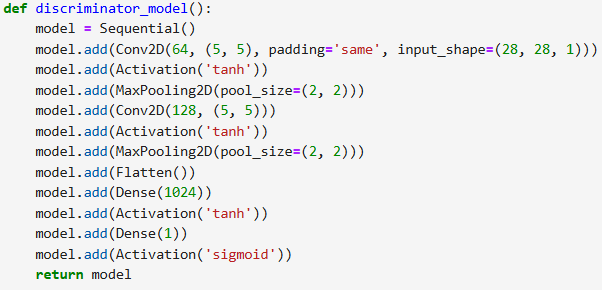 def discriminator_model():
    model = Sequential()
    model.add(Conv2D(64, (5, 5), padding='same', input_shape=(28, 28, 1)))
    model.add(Activation('tanh'))
    model.add(MaxPooling2D(pool_size=(2, 2)))
    model.add(Conv2D(128, (5, 5)))
    model.add(Activation('tanh'))
    model.add(MaxPooling2D(pool_size=(2, 2)))
    model.add(Flatten())
    model.add(Dense(1024))
    model.add(Activation('tanh'))
    model.add(Dense(1))
    model.add(Activation('sigmoid'))
    return model